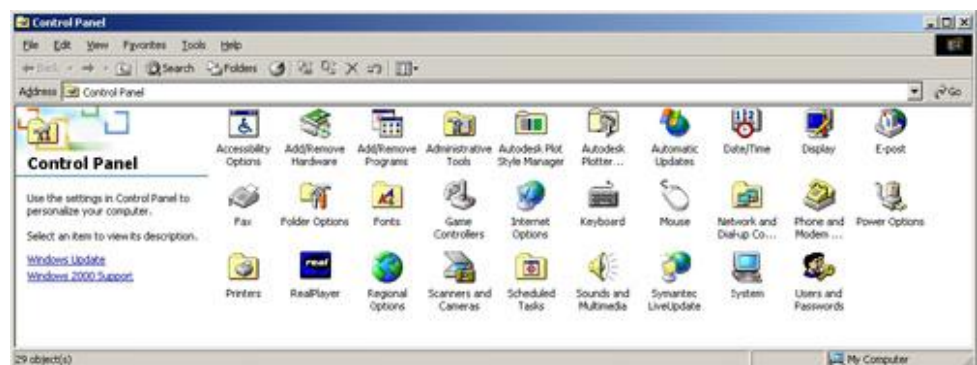 Control Panel
File Edit View Favorites Tools Help
Back Search Folders
Address Control Panel Go
Control Panel
Use the settings in Control Panel to
personalize your computer.
Select an item to view its description.
Windows Update
Windows 2000 Support
Accessibility
Options
Add/Remove
Hardware
Add/Remove
Programs
Administrative
Tools
Autodesk Plot
Style Manager
Autodesk
Plotter ...
Automatic
Updates
Date/Time
Display
E-post
Fax
Folder Options
Fonts
Game
Controllers
Internet
Options
Keyboard
Mouse
Network and
Dial-up Co...
Phone and
Modem ...
Power Options
Printers
real
RealPlayer
Regional
Options
Scanners and
Cameras
Scheduled
Tasks
Sounds and
Multimedia
Symantec
LiveUpdate
System
Users and
Passwords
29 object(s) My Computer